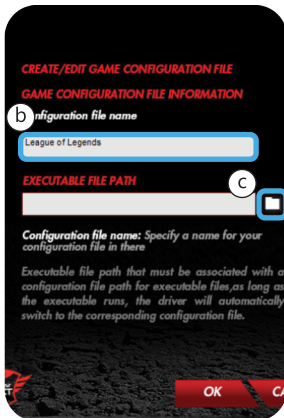 CREATE/EDIT GAME CONFIGURATION FILE
GAME CONFIGURATION FILE INFORMATION
b
nfiguration file name
League of Legends
EXECUTABLE FILE PATH
c
Configuration file name: Specify a name for your
configuration file in there
Executable file path that must be associated with a
configuration file path for executable files,as long as
the executable runs, the driver will automatically
switch to the corresponding configuration file.
OK
CA